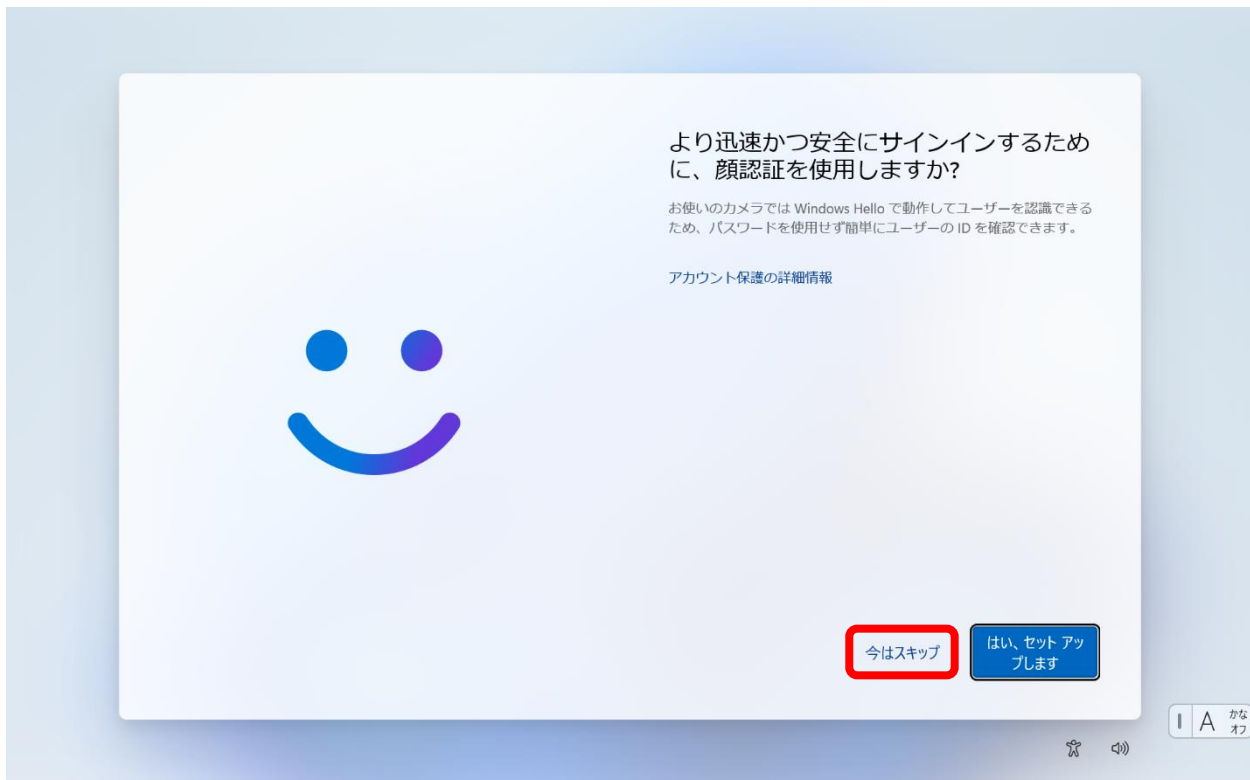 より迅速かつ安全にサインインするため
に、顔認証を使用しますか?
お使いのカメラでは Windows Hello で動作してユーザーを認識できる
ため、パスワードを使用せず簡単にユーザーの ID を確認できます。
アカウント保護の詳細情報
今はスキップ
はい、セット アッ
プします
A
かな
オフ